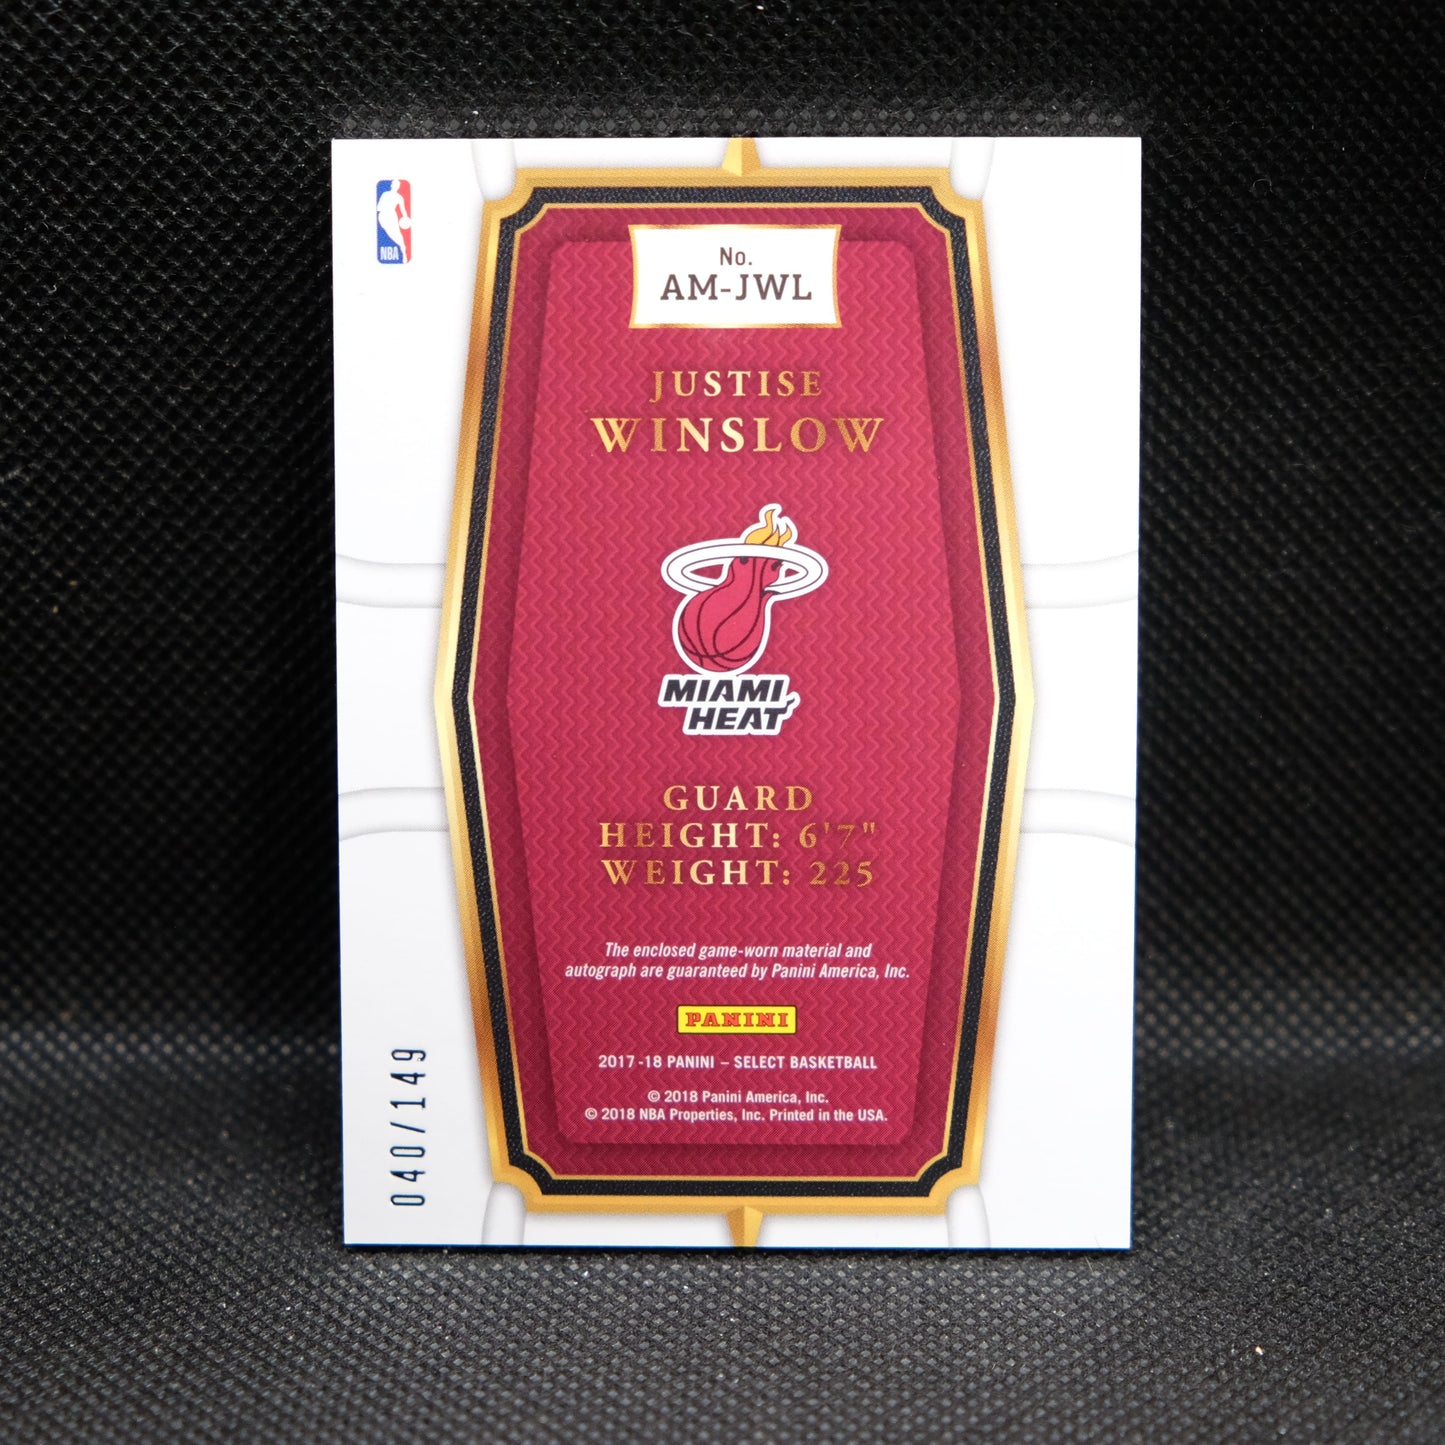 NBA
No.
AM-JWL
JUSTISE
WINSLOW
MIAMI
HEAT
GUARD
HEIGHT: 6'7"
WEIGHT: 225
The enclosed game-worn material and
autograph are guaranteed by Panini America, Inc.
PANINI
2017-18 PANINI – SELECT BASKETBALL
© 2018 Panini America, Inc.
© 2018 NBA Properties, Inc. Printed in the USA.
040/149